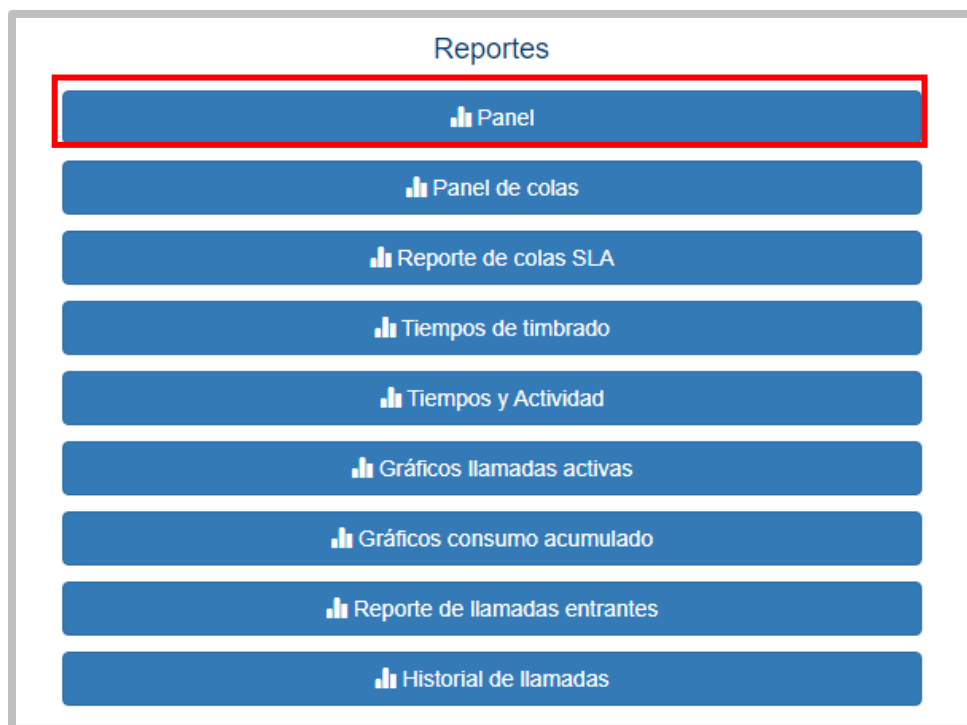 Reportes
Panel
Panel de colas
Reporte de colas SLA
Tiempos de timbrado
Tiempos y Actividad
Gráficos llamadas activas
Gráficos consumo acumulado
Reporte de llamadas entrantes
Historial de llamadas